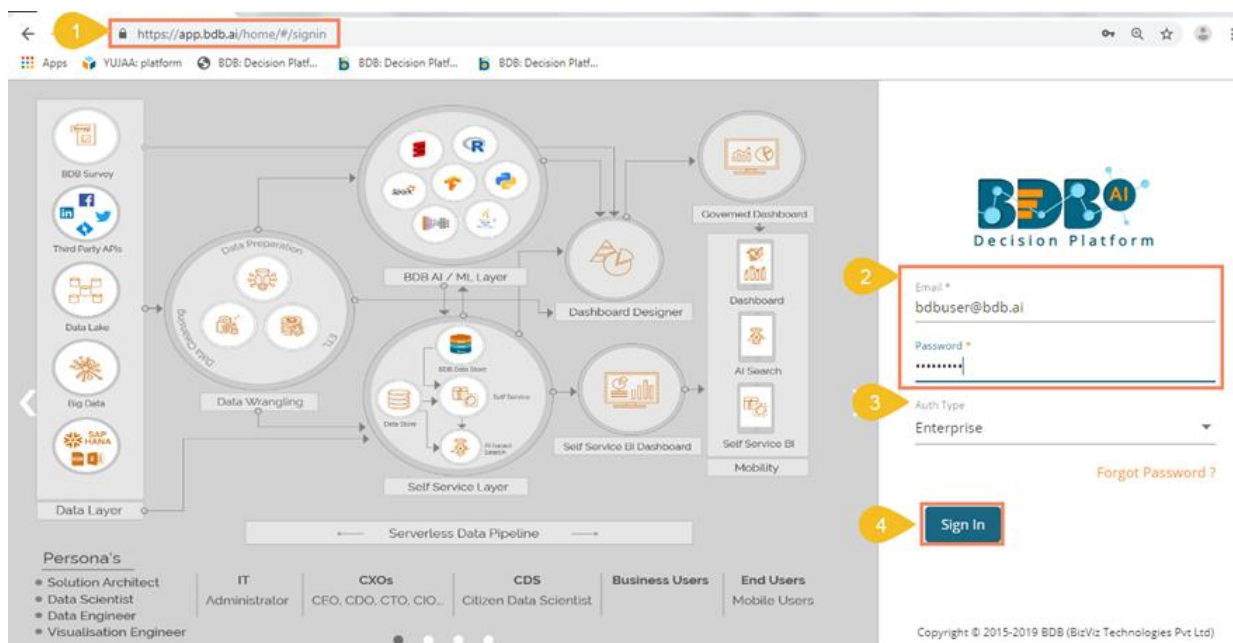 1
https://app.bdb.ai/home/#/signin
Apps YUJAA: platform BDB: Decision Platf... BDB: Decision Platf... BDB: Decision Platf...
BDB Survey
Third Party APIs
Data Lake
Big Data
SAP HANA
Data Layer
Data Preparation
Data Cleansing
ETL
Data Wrangling
R
Spark
BDB AI / ML Layer
BDB Data Store
Data Store
Self Service
AI based Search
Self Service Layer
Dashboard Designer
Self Service BI Dashboard
Governed Dashboard
Dashboard
AI Search
Self Service BI
Mobility
Serverless Data Pipeline
Persona's
Solution Architect
Data Scientist
Data Engineer
Visualisation Engineer
IT
Administrator
CXOs
CEO, CDO, CTO, CIO...
CDS
Citizen Data Scientist
Business Users
End Users
Mobile Users
BDB AI
Decision Platform
2
Email *
bdbuser@bdb.ai
Password *
•••••••••
3
Auth Type
Enterprise
Forgot Password ?
4
Sign In
Copyright © 2015-2019 BDB (BizViz Technologies Pvt Ltd)